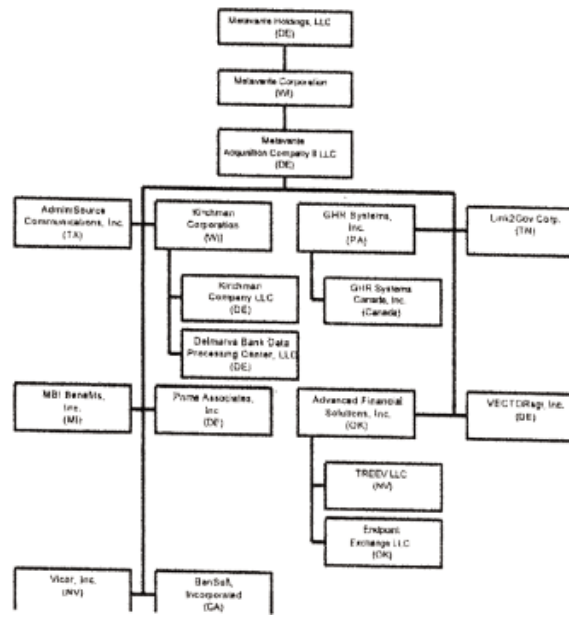 Metavante Holdings, LLC
(DE)
Metavante Corporation
(WI)
Metavante
Acquisition Company II LLC
(DE)
AdminiSource
Communications, Inc.
(TX)
Kirchman
Corporation
(WI)
GHR Systems,
Inc.
(PA)
Link2Gov Corp.
(TN)
Kirchman
Company LLC
(DE)
GHR Systems
Canada, Inc.
(Canada)
Delmarva Bank Data
Processing Center, LLC
(DE)
MBI Benefits,
Inc.
(MI)
Prime Associates,
Inc
(DE)
Advanced Financial
Solutions, Inc.
(OK)
VECTORsgi, Inc.
(DE)
TREEV LLC
(NV)
Endpoint
Exchange LLC
(OK)
Vicor, Inc.
(NV)
BenSoft,
Incorporated
(CA)